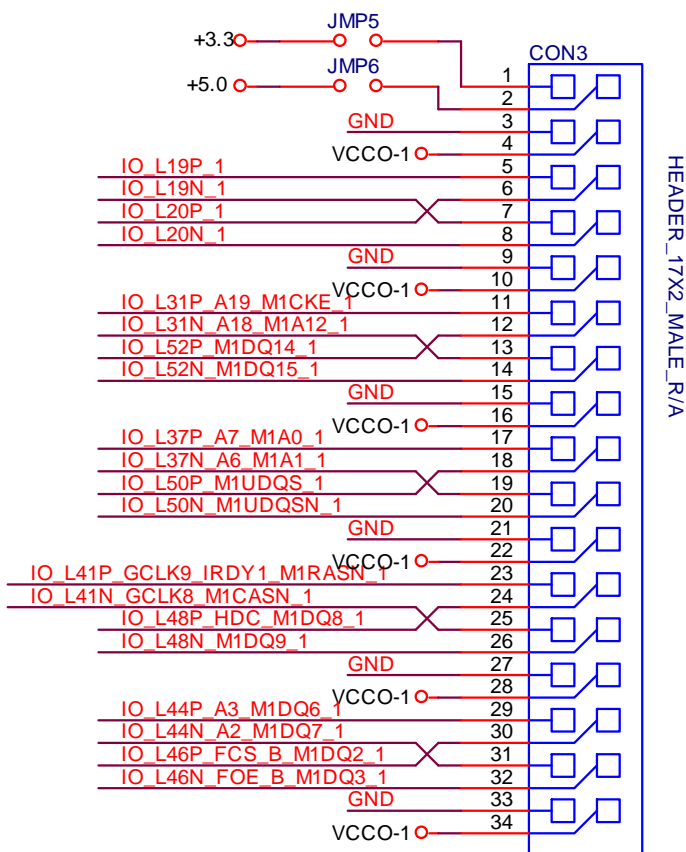 JMP5
+3.3
CON3
JMP6
1
+5.0
2
GND 3
VCCO-1 4
IO_L19P_1 5
IO_L19N_1 6
IO_L20P_1 7
IO_L20N_1 8
GND 9
VCCO-1 10
IO_L31P_A19_M1CKE_1 11
IO_L31N_A18_M1A12_1 12
IO_L52P_M1DQ14_1 13
IO_L52N_M1DQ15_1 14
GND 15
VCCO-1 16
IO_L37P_A7_M1A0_1 17
IO_L37N_A6_M1A1_1 18
IO_L50P_M1UDQS_1 19
IO_L50N_M1UDQSN_1 20
GND 21
VCCO-1 22
IO_L41P_GCLK9_IRDY1_M1RASN_1 23
IO_L41N_GCLK8_M1CASN_1 24
IO_L48P_HDC_M1DQ8_1 25
IO_L48N_M1DQ9_1 26
GND 27
VCCO-1 28
IO_L44P_A3_M1DQ6_1 29
IO_L44N_A2_M1DQ7_1 30
IO_L46P_FCS_B_M1DQ2_1 31
IO_L46N_FOE_B_M1DQ3_1 32
GND 33
VCCO-1 34
HEADER_17X2_MALE_R/A